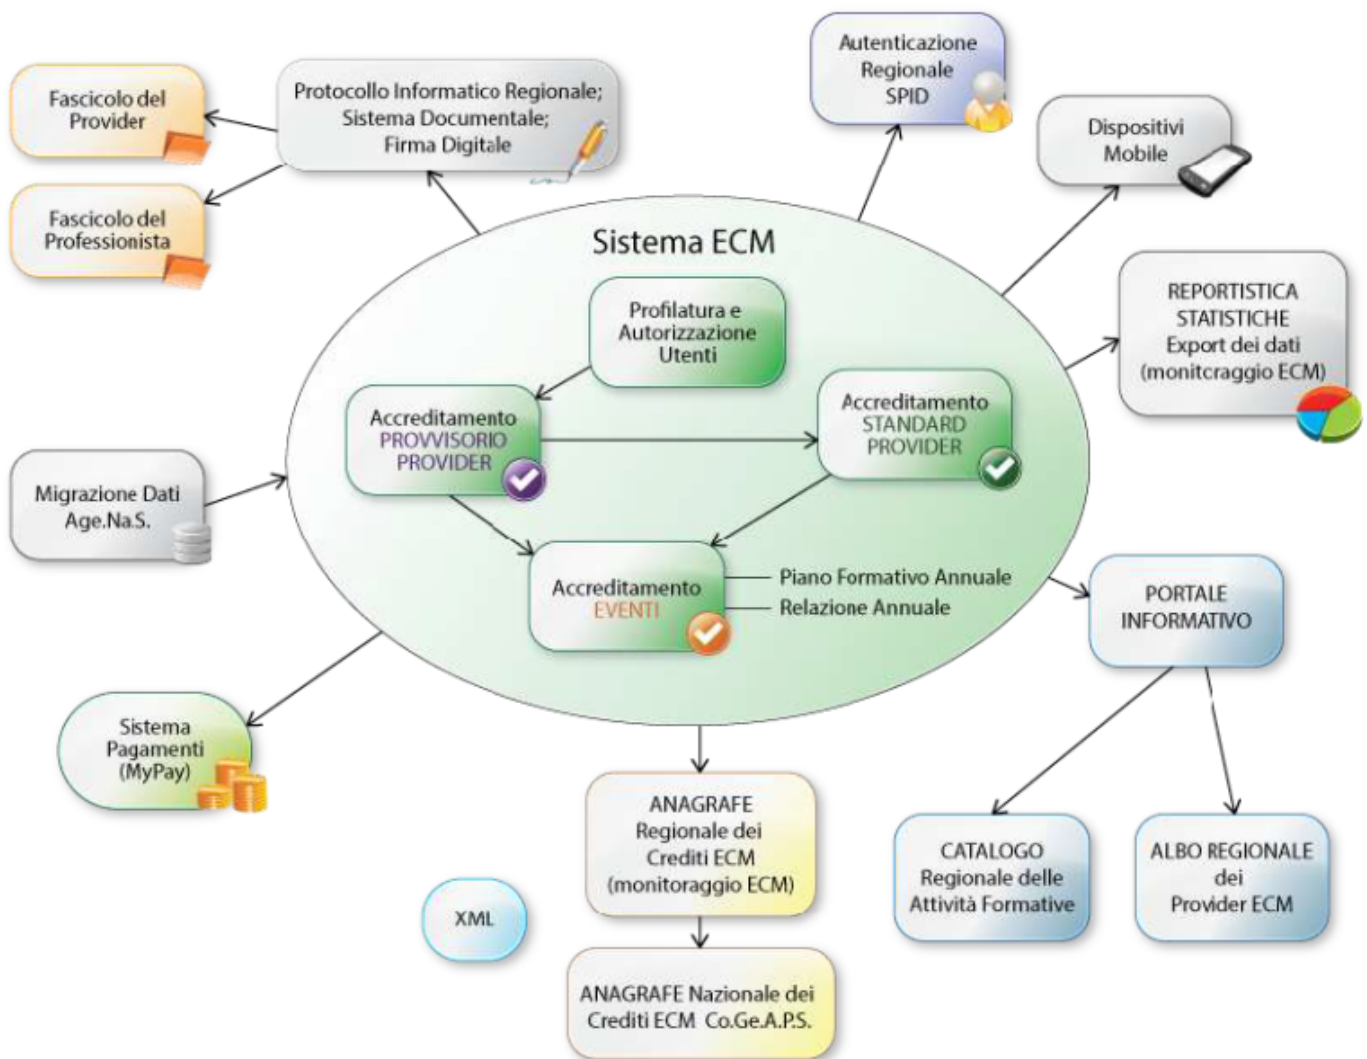 Fascicolo del
Provider
Fascicolo del
Professionista
Protocollo Informatico Regionale;
Sistema Documentale;
Firma Digitale
Autenticazione
Regionale
SPID
Dispositivi
Mobile
REPORTISTICA
STATISTICHE
Export dei dati
(monitcraggio ECM)
Sistema ECM
Profilatura e
Autorizzazione
Utenti
Accreditamento
PROVVISORIO
PROVIDER
Accreditamento
STANDARD
PROVIDER
Migrazione Dati
Age.Na.S.
Accreditamento
EVENTI
Piano Formativo Annuale
Relazione Annuale
PORTALE
INFORMATIVO
Sistema
Pagamenti
(MyPay)
ANAGRAFE
Regionale dei
Crediti ECM
(monitoraggio ECM)
CATALOGO
Regionale delle
Attività Formative
ALBO REGIONALE
dei
Provider ECM
XML
ANAGRAFE Nazionale dei
Crediti ECM Co.Ge.A.P.S.